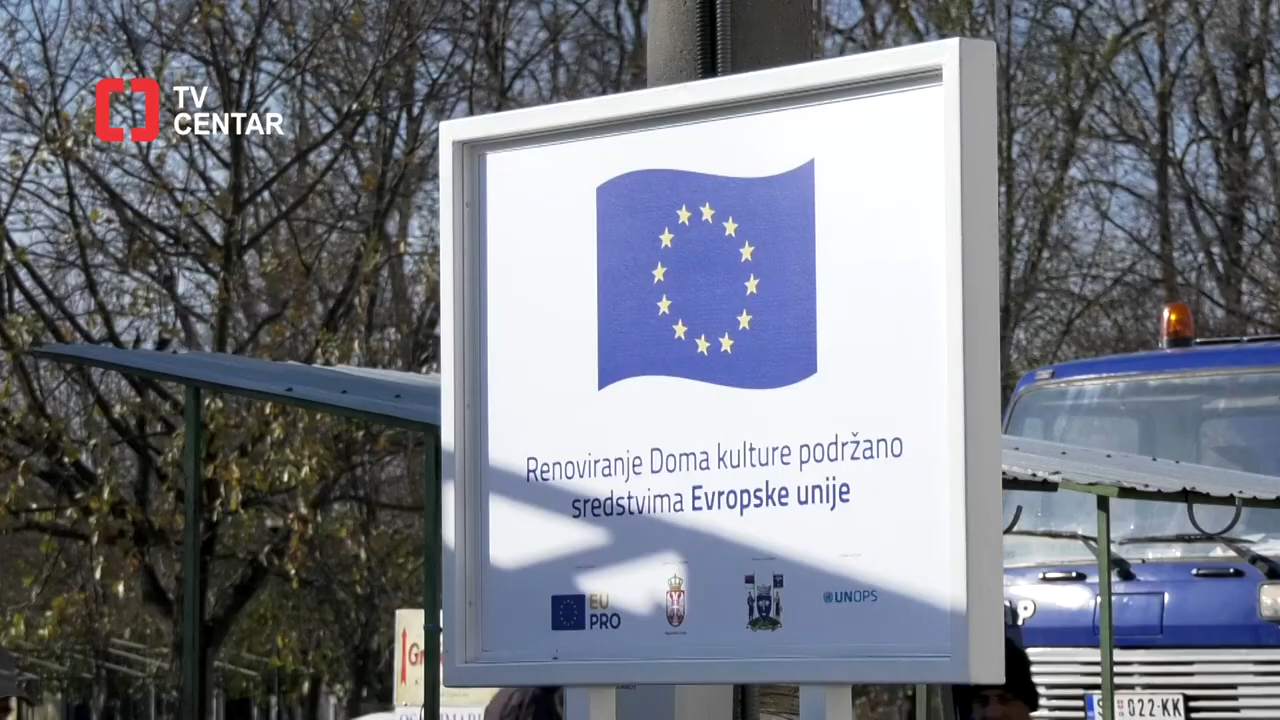 TV
CENTAR
Renoviranje Doma kulture podržano
sredstvima Evropske unije
EU
PRO
UNOPS
022-KK